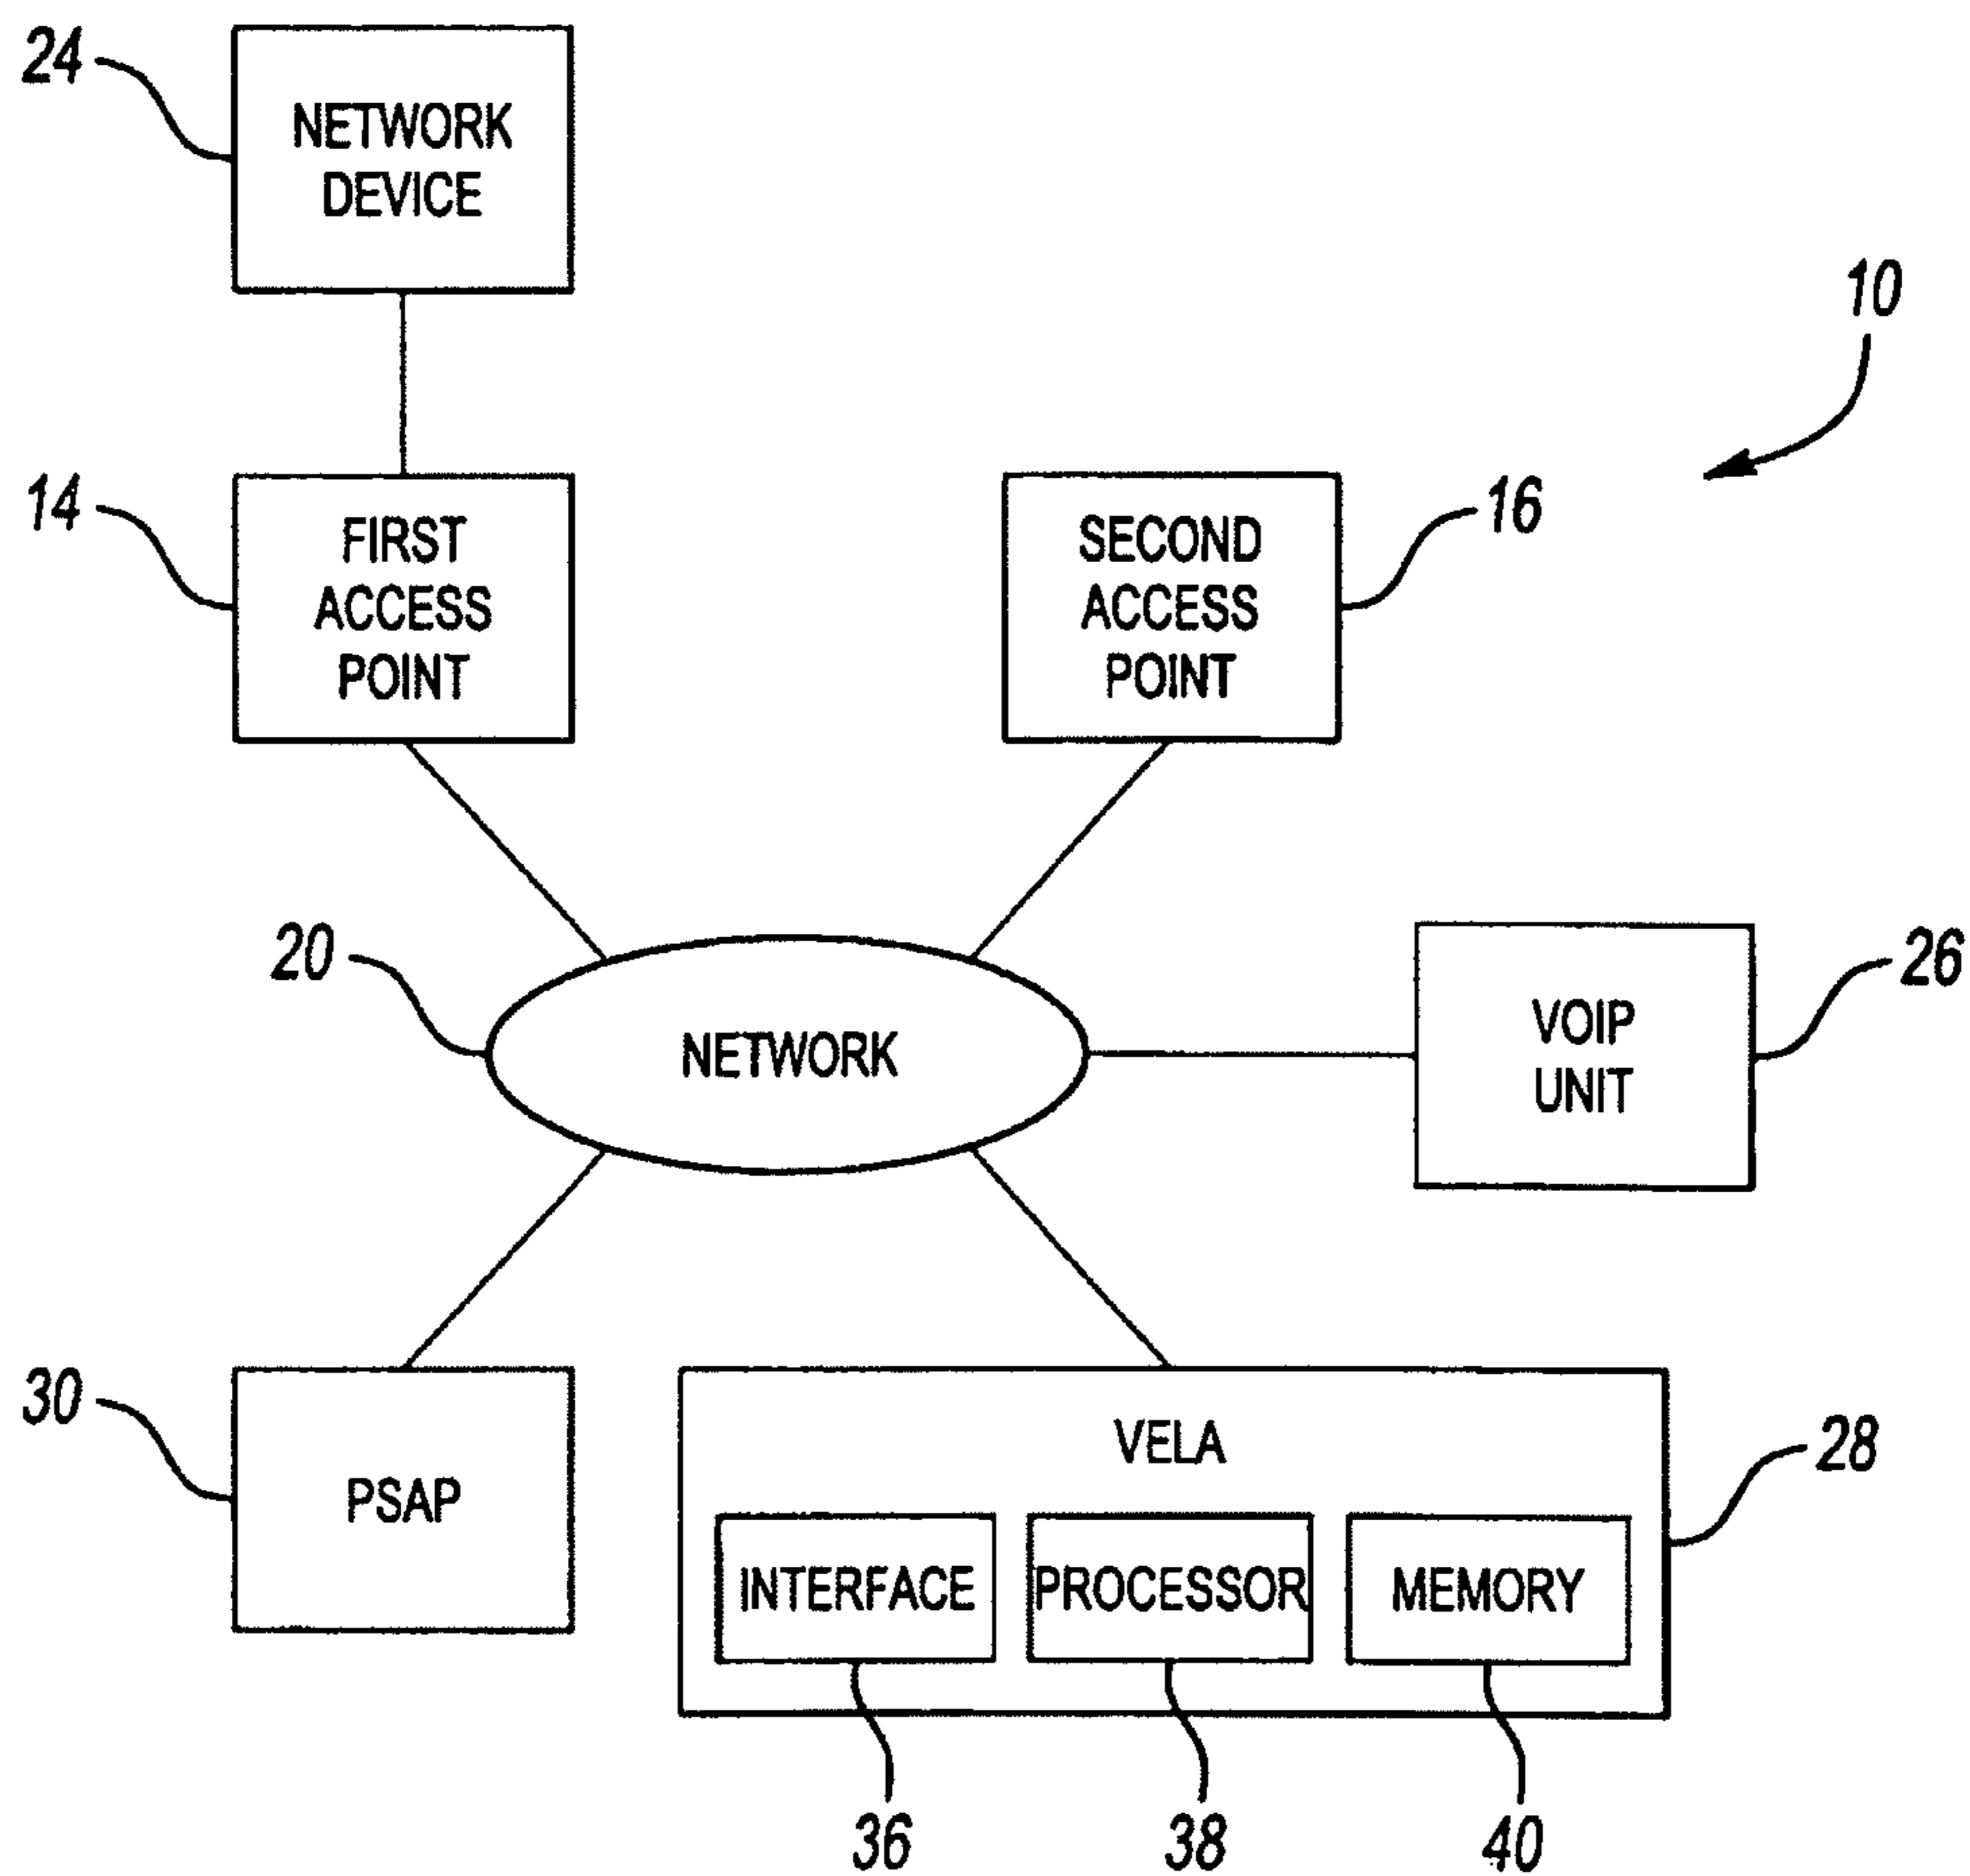 24
NETWORK
DEVICE
10
14
FIRST
ACCESS
POINT
SECOND
ACCESS
POINT
16
20
NETWORK
VOIP
UNIT
26
30
PSAP
VELA
28
INTERFACE
PROCESSOR
MEMORY
36
38
40